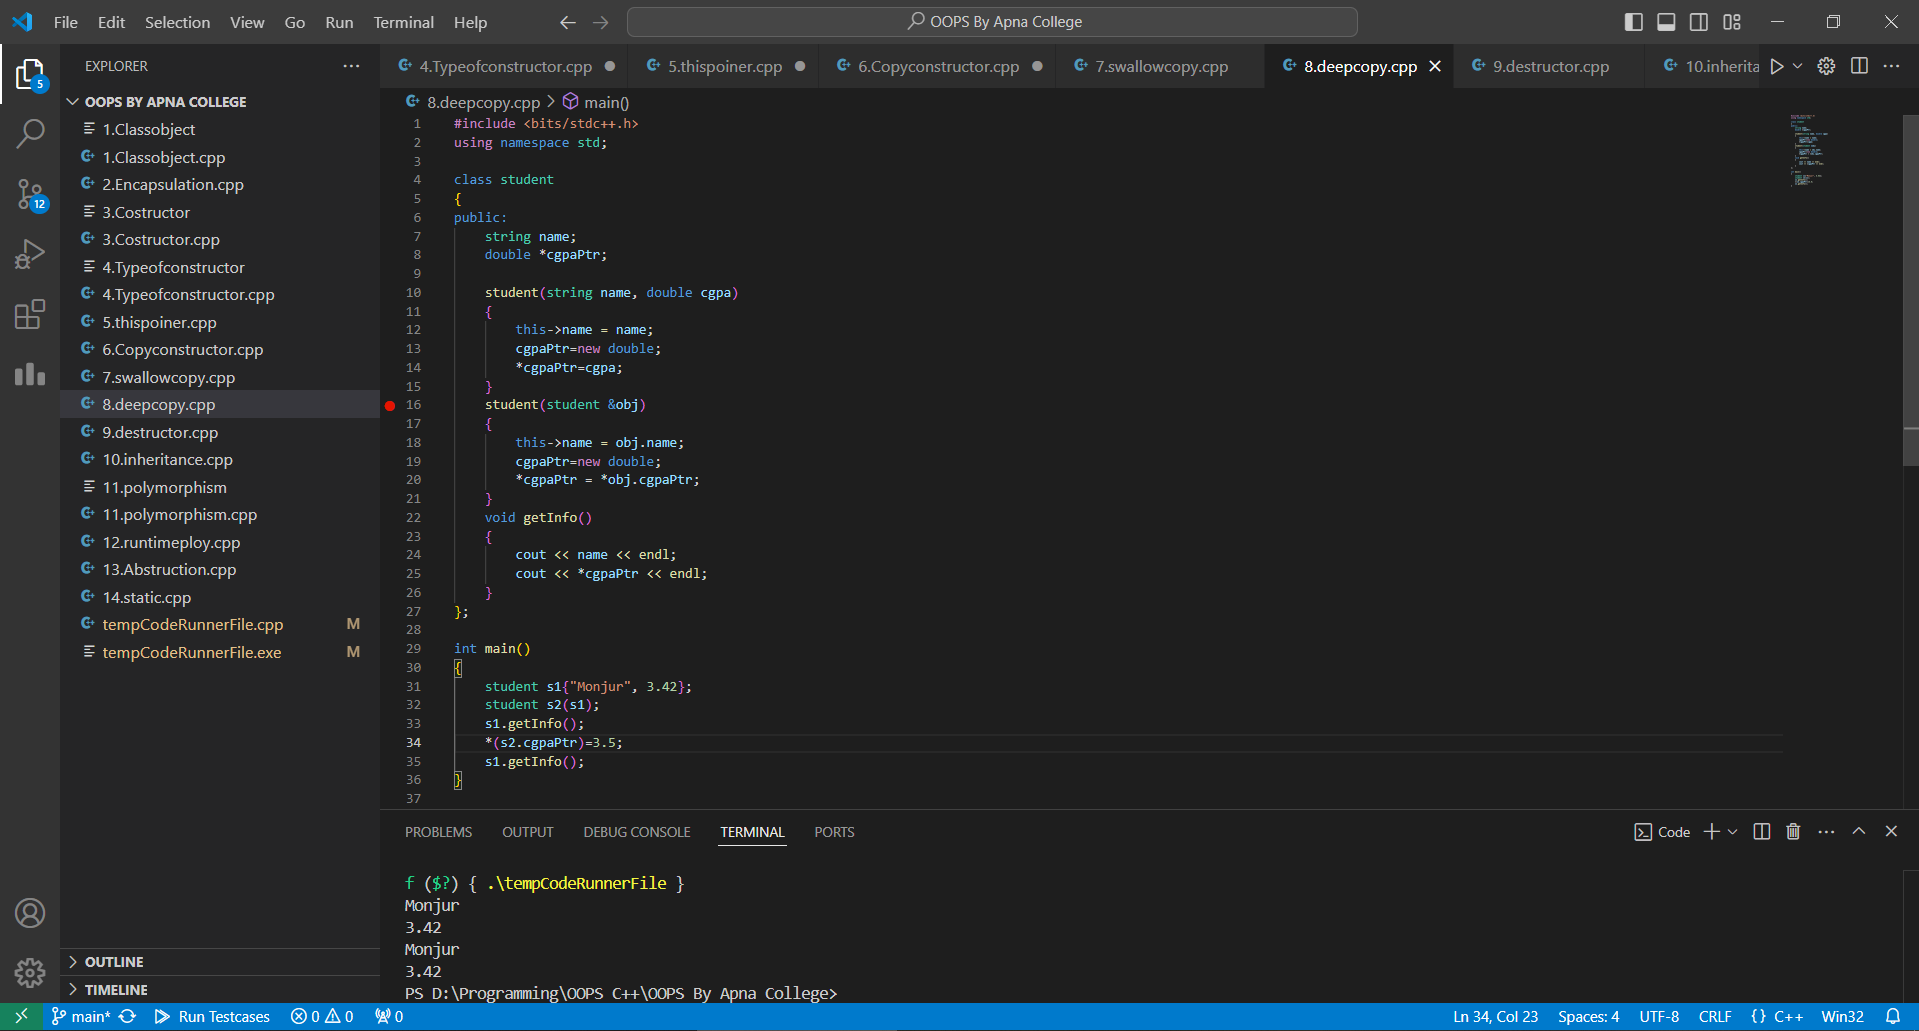 File Edit Selection View Go Run Terminal Help
OOPS By Apna College
EXPLORER
OOPS BY APNA COLLEGE
1.Classobject
1.Classobject.cpp
2.Encapsulation.cpp
3.Costructor
3.Costructor.cpp
4.Typeofconstructor
4.Typeofconstructor.cpp
5.thispoiner.cpp
6.Copyconstructor.cpp
7.swallowcopy.cpp
8.deepcopy.cpp
9.destructor.cpp
10.inheritance.cpp
11.polymorphism
11.polymorphism.cpp
12.runtimeploy.cpp
13.Abstruction.cpp
14.static.cpp
tempCodeRunnerFile.cpp M
tempCodeRunnerFile.exe M
OUTLINE
TIMELINE
5
12
4.Typeofconstructor.cpp 5.thispoiner.cpp 6.Copyconstructor.cpp 7.swallowcopy.cpp 8.deepcopy.cpp 9.destructor.cpp 10.inherita
8.deepcopy.cpp > main()
1 #include <bits/stdc++.h>
2 using namespace std;
3
4 class student
5 {
6 public:
7 string name;
8 double *cgpaPtr;
9
10 student(string name, double cgpa)
11 {
12 this->name = name;
13 cgpaPtr=new double;
14 *cgpaPtr=cgpa;
15 }
16 student(student &obj)
17 {
18 this->name = obj.name;
19 cgpaPtr=new double;
20 *cgpaPtr = *obj.cgpaPtr;
21 }
22 void getInfo()
23 {
24 cout << name << endl;
25 cout << *cgpaPtr << endl;
26 }
27 };
28
29 int main()
30 {
31 student s1{"Monjur", 3.42};
32 student s2(s1);
33 s1.getInfo();
34 *(s2.cgpaPtr)=3.5;
35 s1.getInfo();
36 }
37
PROBLEMS OUTPUT DEBUG CONSOLE TERMINAL PORTS
Code
f ($?) { .\tempCodeRunnerFile }
Monjur
3.42
Monjur
3.42
PS D:\Programming\OOPS C++\OOPS By Apna College>
main* Run Testcases 0 0 0 Ln 34, Col 23 Spaces: 4 UTF-8 CRLF {} C++ Win32